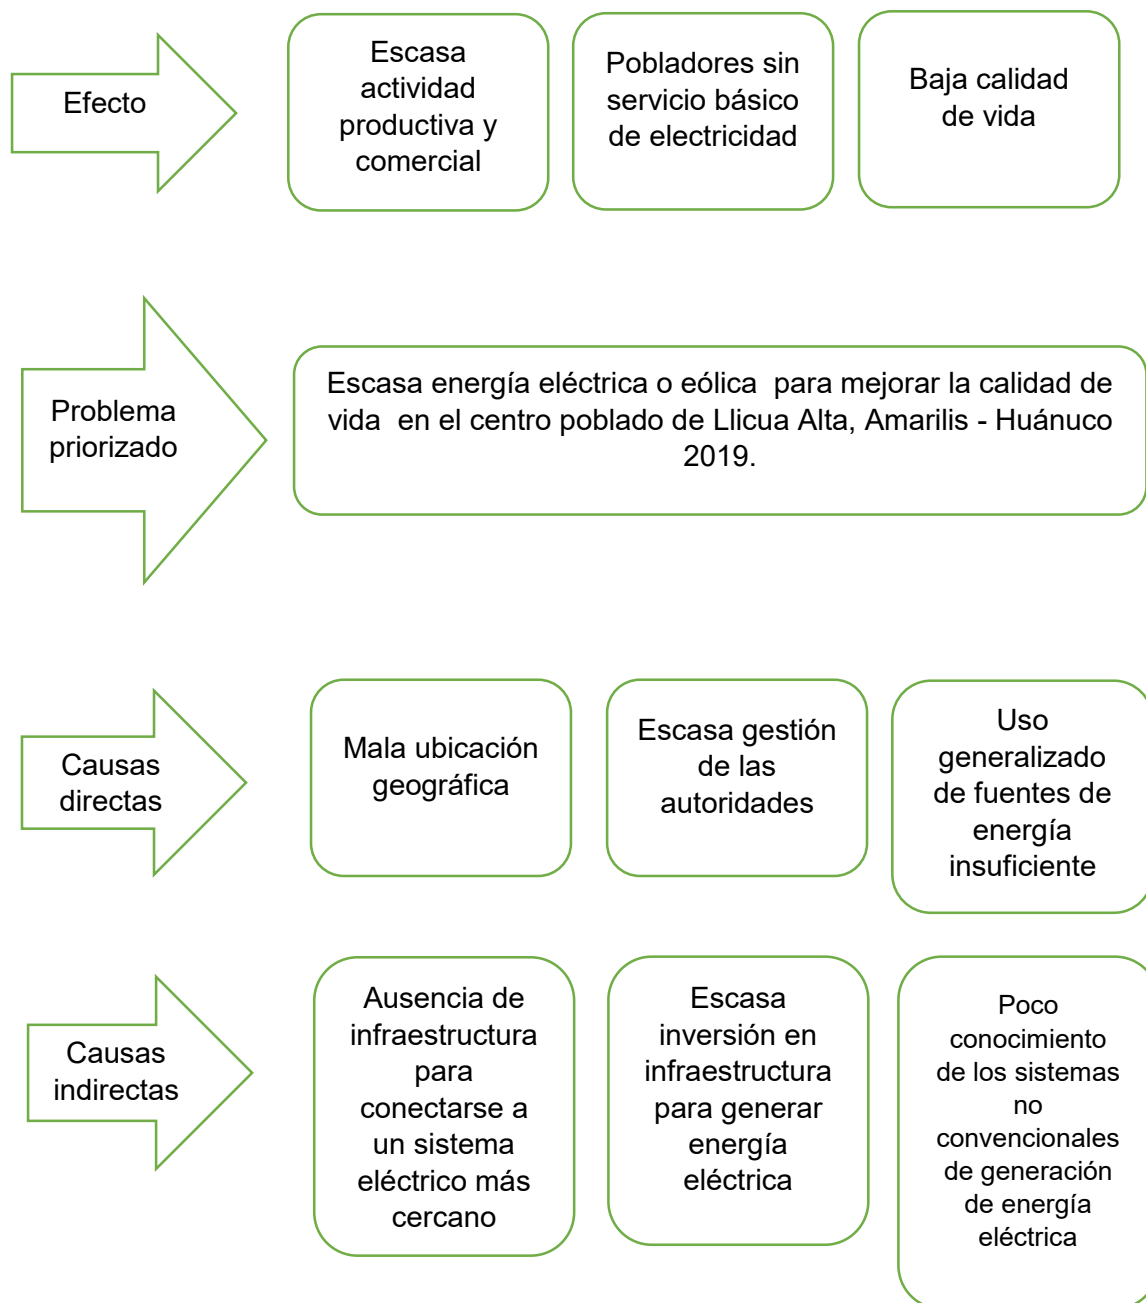 Efecto
Escasa
actividad
productiva y
comercial
Pobladores sin
servicio básico
de electricidad
Baja calidad
de vida
Problema
priorizado
Escasa energía eléctrica o eólica  para mejorar la calidad de
vida  en el centro poblado de Llicua Alta, Amarilis - Huánuco
2019.
Causas
directas
Mala ubicación
geográfica
Escasa gestión
de las
autoridades
Uso
generalizado
de fuentes de
energía
insuficiente
Causas
indirectas
Ausencia de
infraestructura
para
conectarse a
un sistema
eléctrico más
cercano
Escasa
inversión en
infraestructura
para generar
energía
eléctrica
Poco
conocimiento
de los sistemas
no
convencionales
de generación
de energía
eléctrica